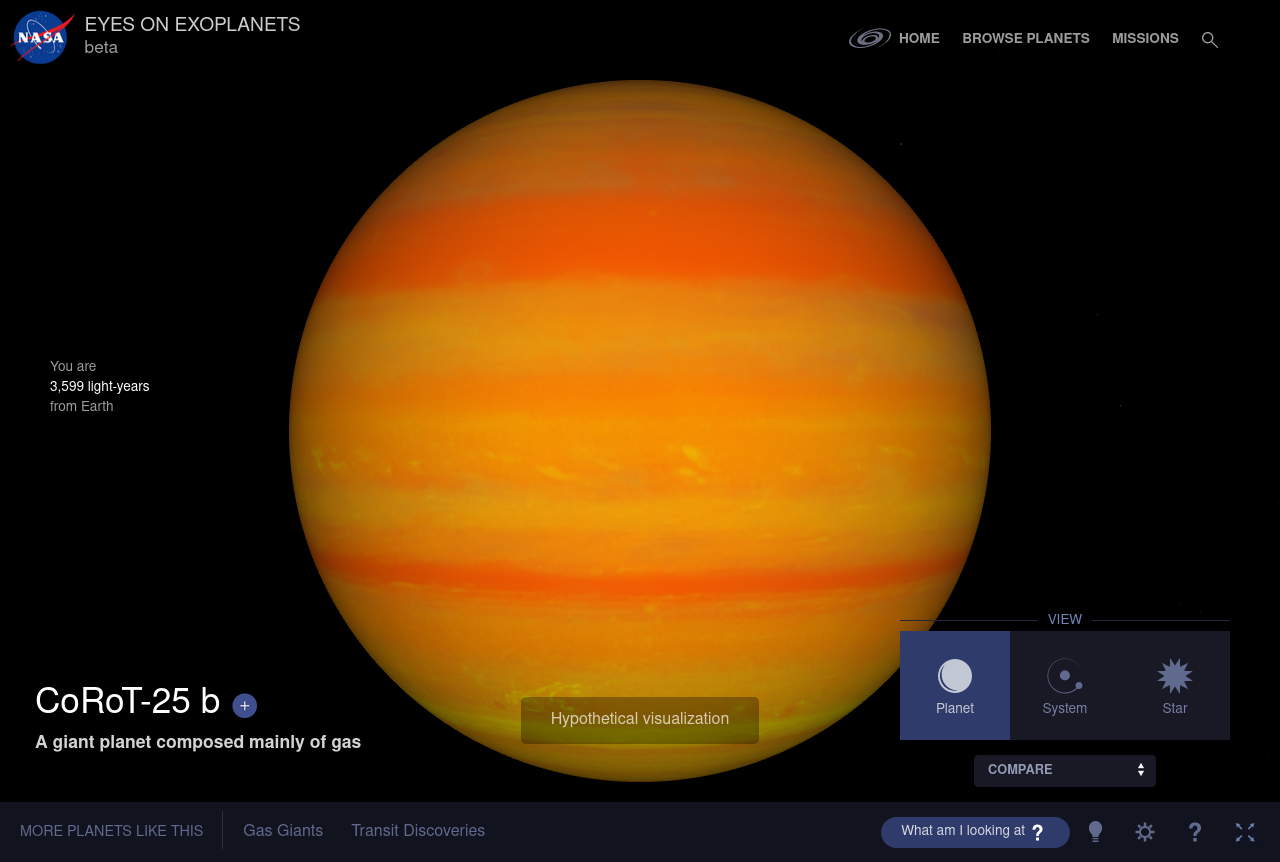 NASA
EYES ON EXOPLANETS
beta
HOME
BROWSE PLANETS
MISSIONS
You are
3,599 light-years
from Earth
CoRoT-25 b +
A giant planet composed mainly of gas
Hypothetical visualization
VIEW
Planet
System
Star
COMPARE
MORE PLANETS LIKE THIS
Gas Giants
Transit Discoveries
What am I looking at ?
?